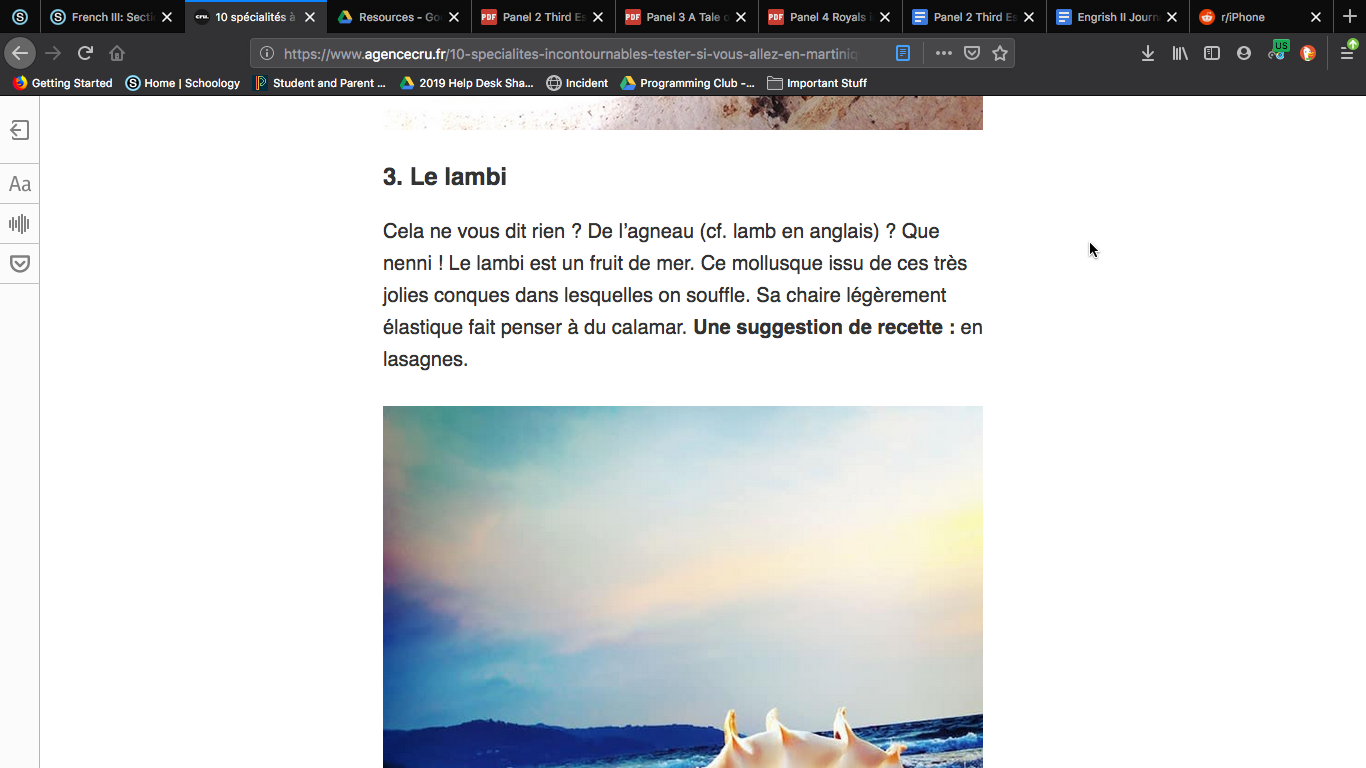 French III: Secti
10 spécialités à
Resources - Go
Panel 2 Third Es
Panel 3 A Tale o
Panel 4 Royals
Panel 2 Third Es
Engrish II Journ
r/iPhone
https://www.agencecru.fr/10-specialites-incontournables-tester-si-vous-allez-en-martiniq
US
Getting Started
Home | Schoology
Student and Parent ...
2019 Help Desk Sha...
Incident
Programming Club -...
Important Stuff
Aa
3. Le lambi
Cela ne vous dit rien ? De l’agneau (cf. lamb en anglais) ? Que
nenni ! Le lambi est un fruit de mer. Ce mollusque issu de ces très
jolies conques dans lesquelles on souffle. Sa chaire légèrement
élastique fait penser à du calamar. Une suggestion de recette : en
lasagnes.